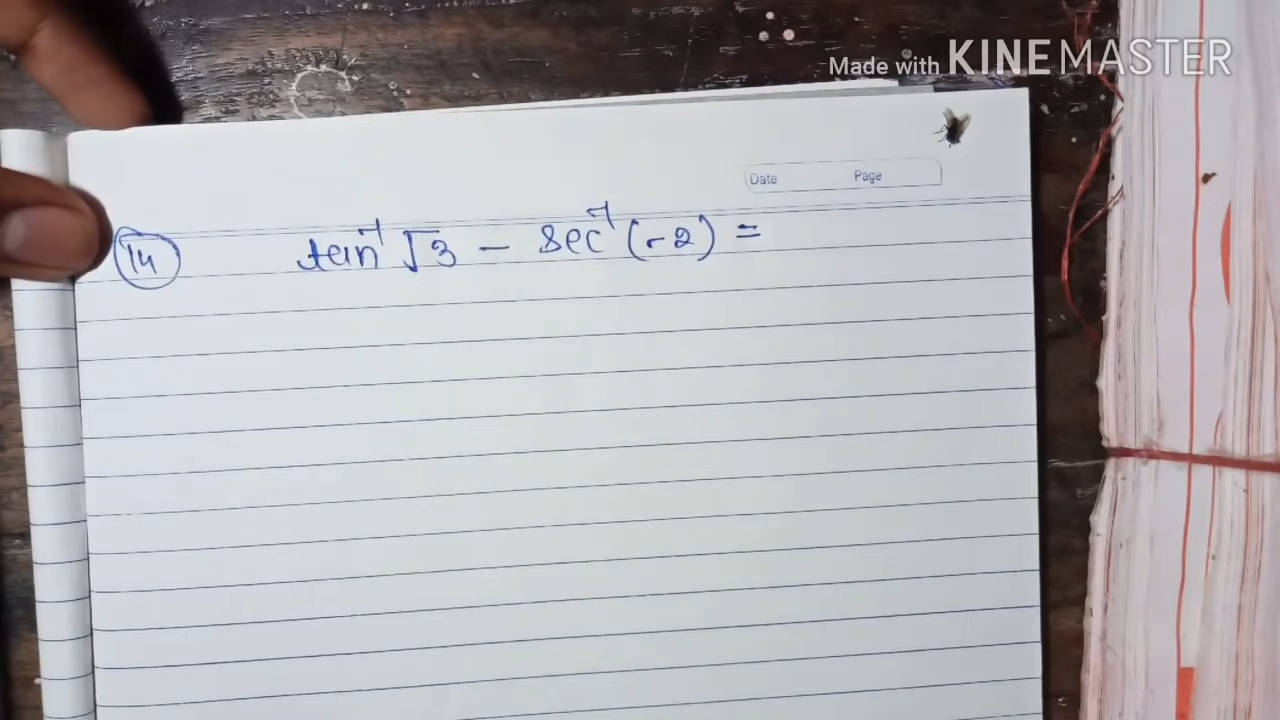 Made with KINEMASTER
Date Page
14 tan⁻¹ √3 - sec⁻¹ (-2) =